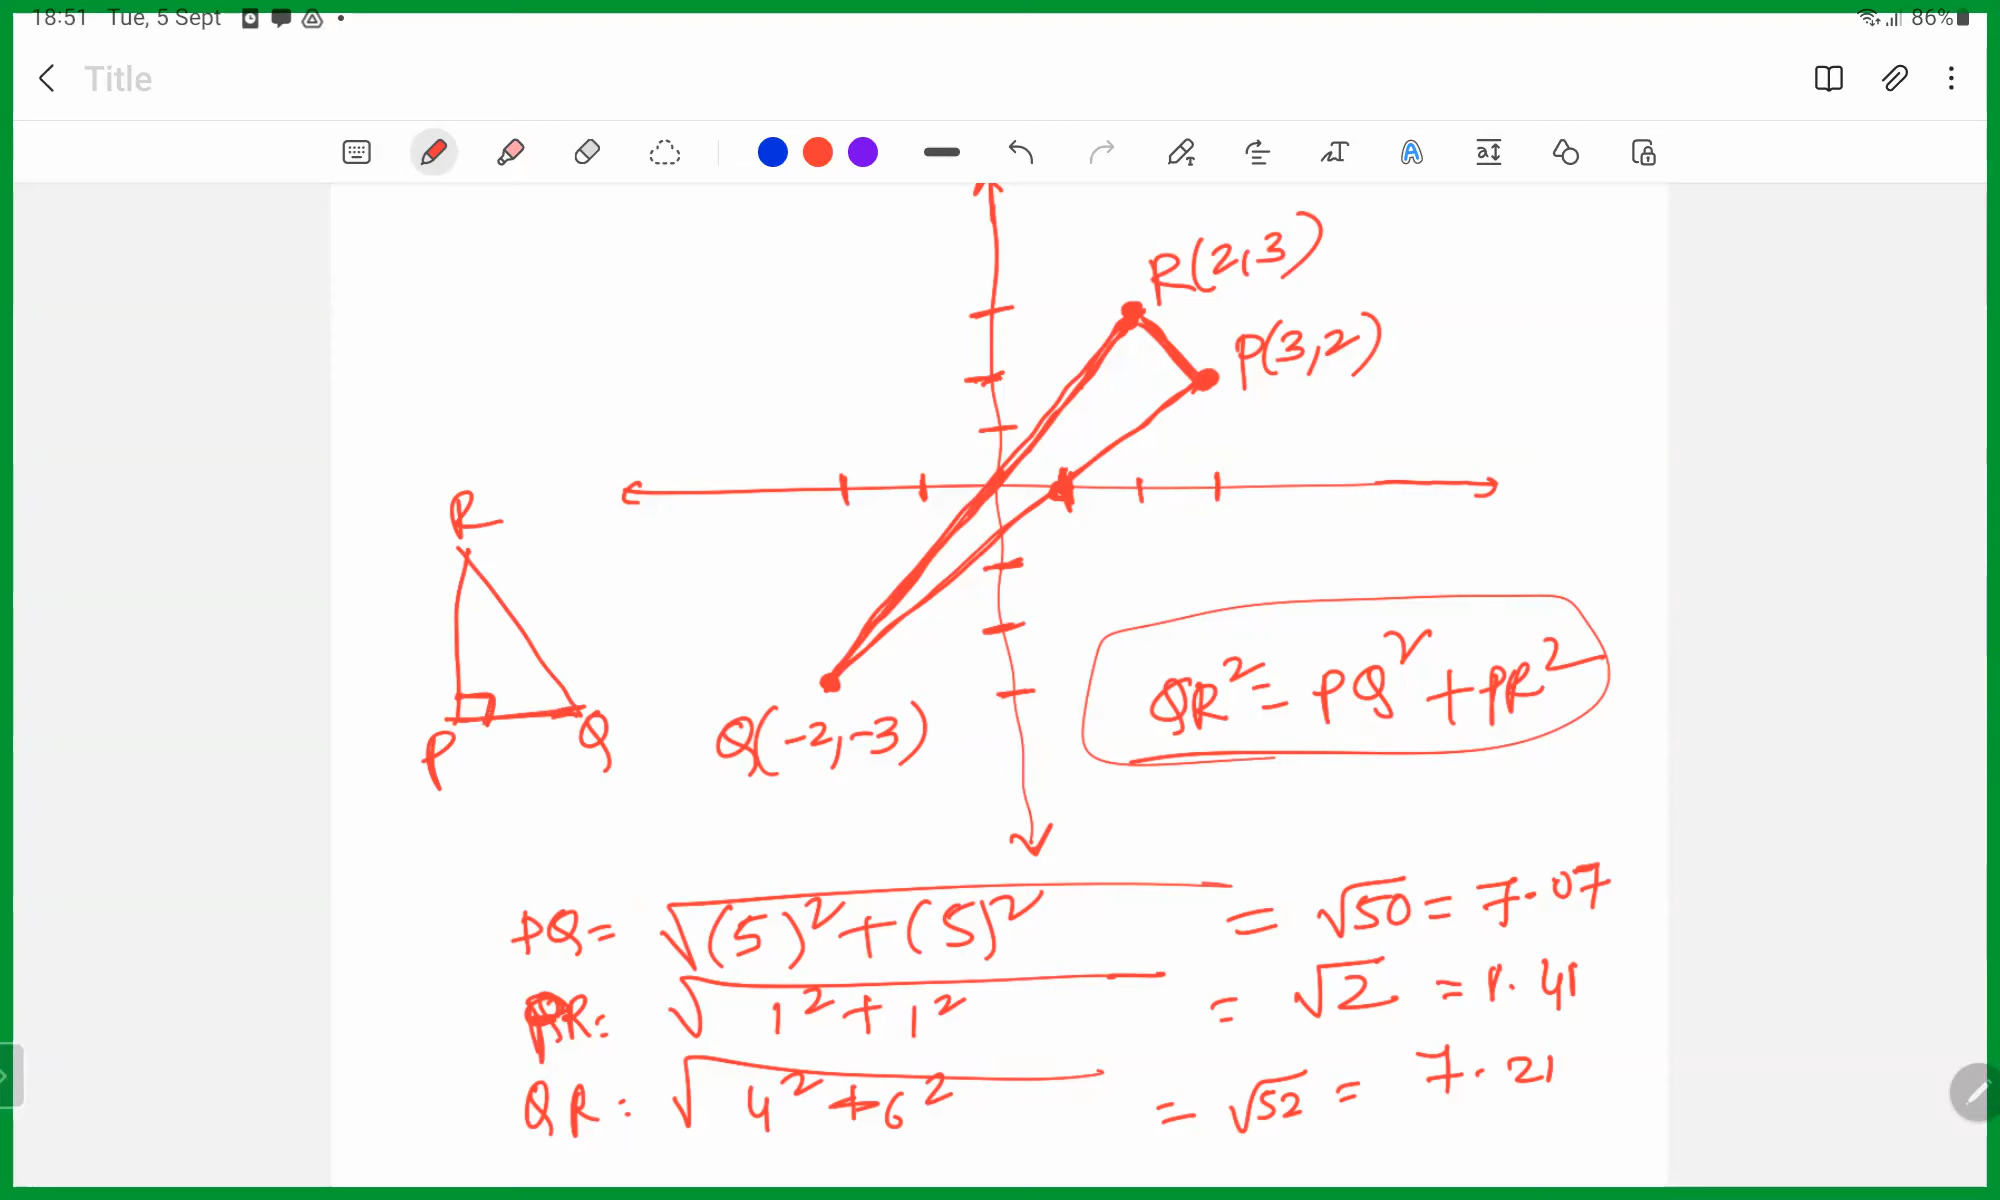 18:51 Tue, 5 Sept
86%
Title
R(2,3)
P(3,2)
R
P
Q
Q(-2,-3)
QR² = PQ² + PR²
PQ = √(5)² + (5)² = √50 = 7.07
PR: √1² + 1² = √2 = 1.41
QR: √4² + 6² = √52 = 7.21